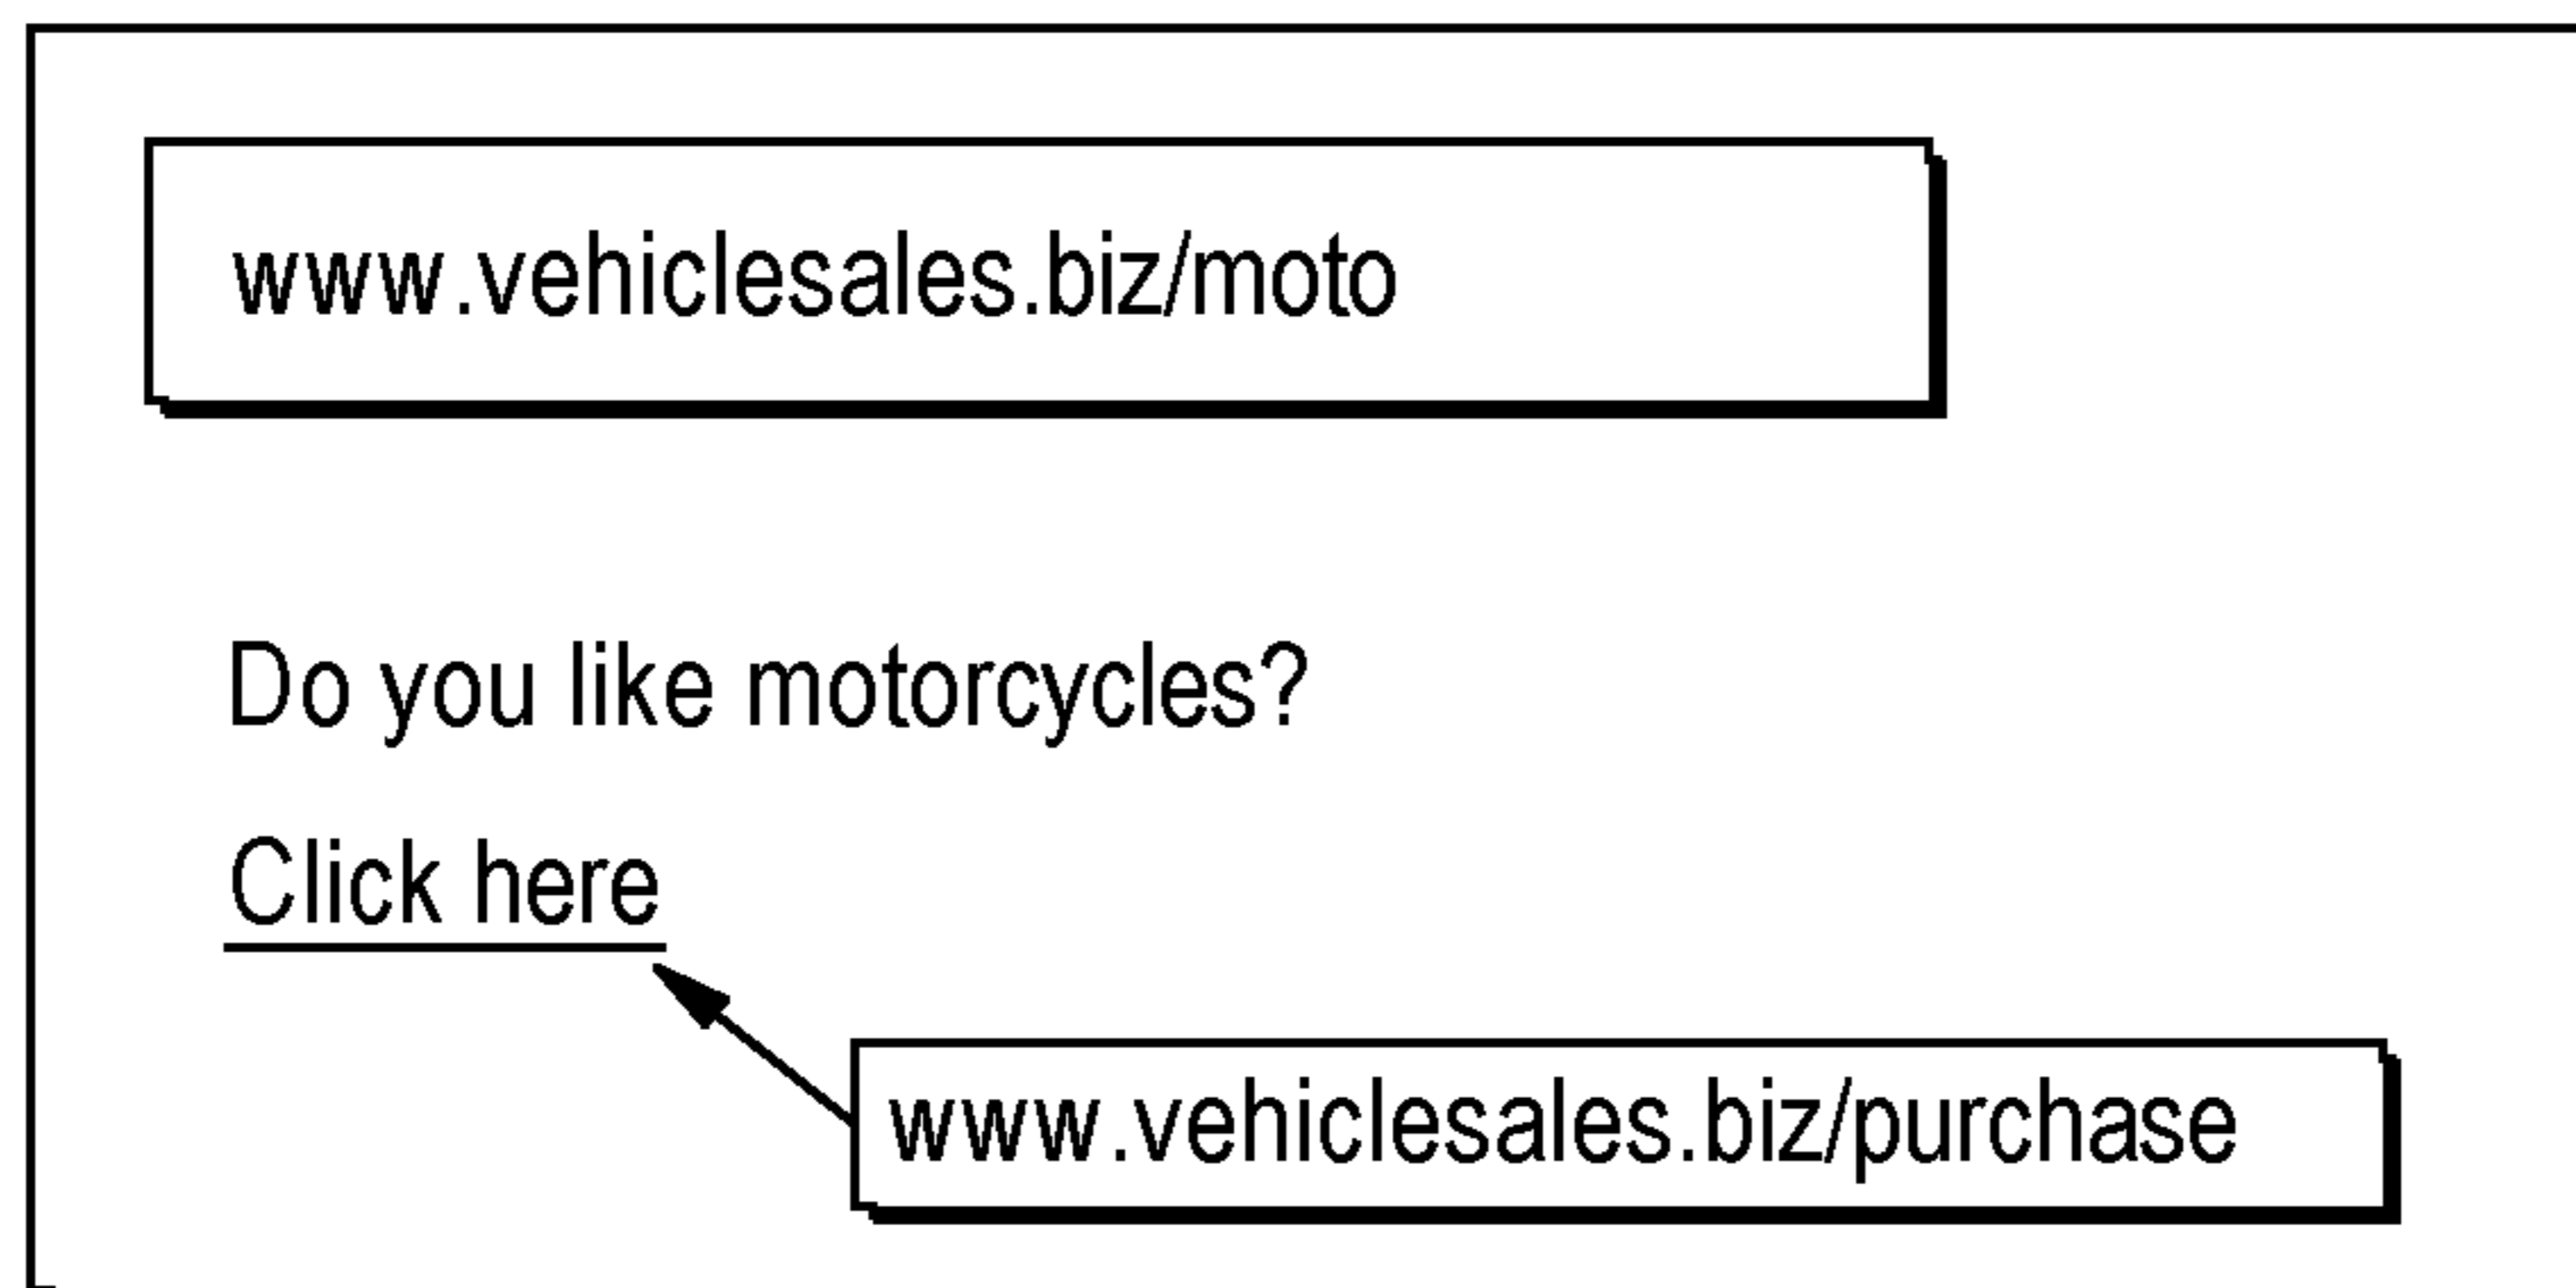 www.vehiclesales.biz/moto
Do you like motorcycles?
Click here
www.vehiclesales.biz/purchase